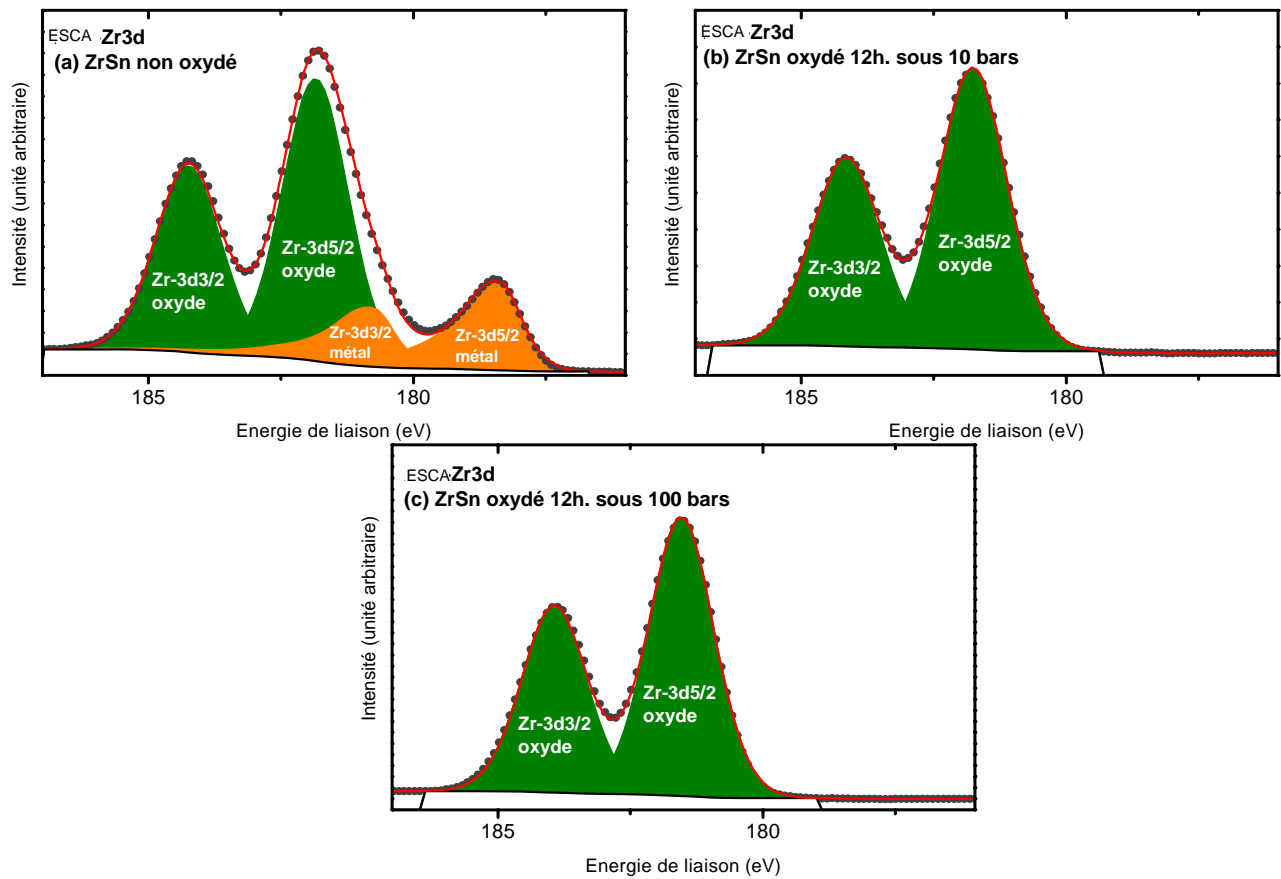 ESCA Zr3d
(a) ZrSn non oxydé
Intensité (unité arbitraire)
Zr-3d3/2
oxyde
Zr-3d5/2
oxyde
Zr-3d3/2
métal
Zr-3d5/2
métal
185
180
Energie de liaison (eV)
ESCA Zr3d
(b) ZrSn oxydé 12h. sous 10 bars
Intensité (unité arbitraire)
Zr-3d3/2
oxyde
Zr-3d5/2
oxyde
185
180
Energie de liaison (eV)
ESCA Zr3d
(c) ZrSn oxydé 12h. sous 100 bars
Intensité (unité arbitraire)
Zr-3d3/2
oxyde
Zr-3d5/2
oxyde
185
180
Energie de liaison (eV)